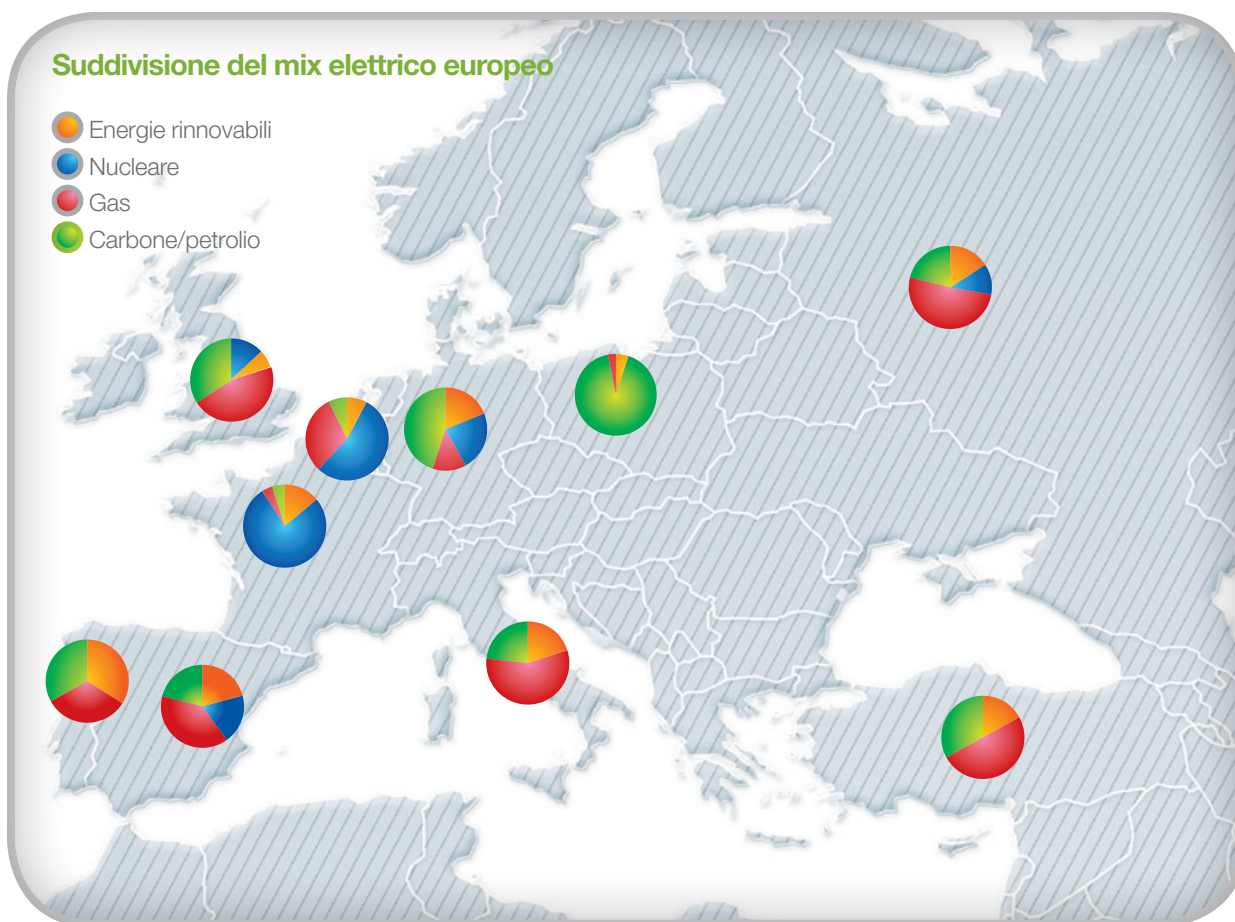 Suddivisione del mix elettrico europeo
Energie rinnovabili
Nucleare
Gas
Carbone/petrolio